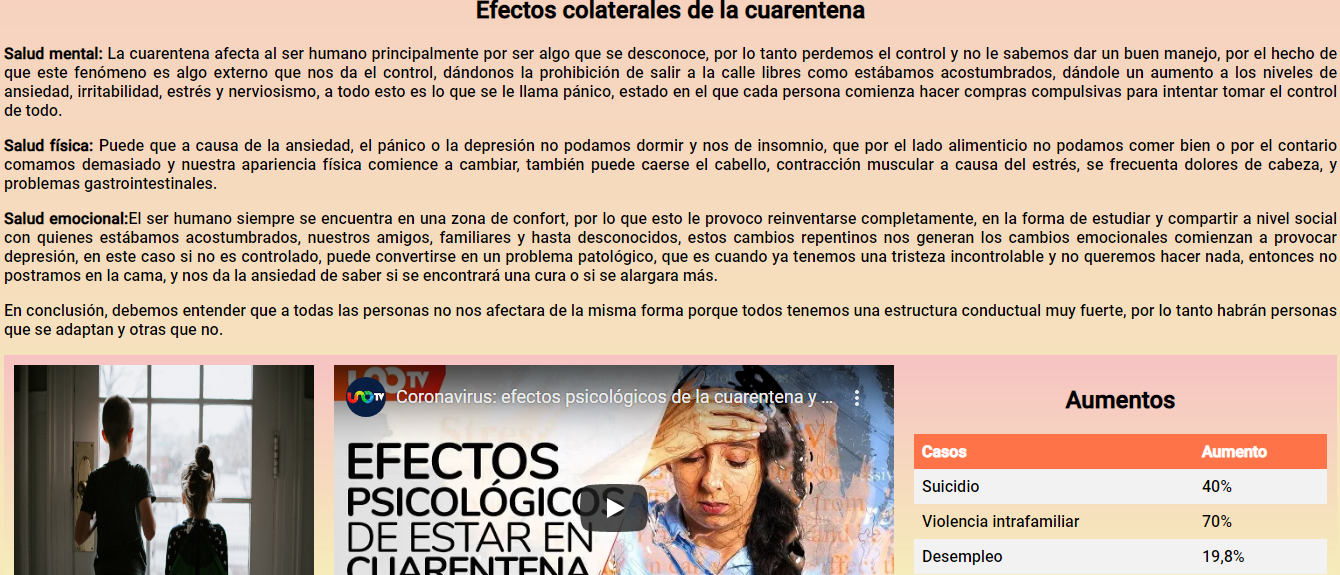 Efectos colaterales de la cuarentena
Salud mental: La cuarentena afecta al ser humano principalmente por ser algo que se desconoce, por lo tanto perdemos el control y no le sabemos dar un buen manejo, por el hecho de
que este fenómeno es algo externo que nos da el control, dándonos la prohibición de salir a la calle libres como estábamos acostumbrados, dándole un aumento a los niveles de
ansiedad, irritabilidad, estrés y nerviosismo, a todo esto es lo que se le llama pánico, estado en el que cada persona comienza hacer compras compulsivas para intentar tomar el control
de todo.
Salud física: Puede que a causa de la ansiedad, el pánico o la depresión no podamos dormir y nos de insomnio, que por el lado alimenticio no podamos comer bien o por el contario
comamos demasiado y nuestra apariencia física comience a cambiar, también puede caerse el cabello, contracción muscular a causa del estrés, se frecuenta dolores de cabeza, y
problemas gastrointestinales.
Salud emocional:El ser humano siempre se encuentra en una zona de confort, por lo que esto le provoco reinventarse completamente, en la forma de estudiar y compartir a nivel social
con quienes estábamos acostumbrados, nuestros amigos, familiares y hasta desconocidos, estos cambios repentinos nos generan los cambios emocionales comienzan a provocar
depresión, en este caso si no es controlado, puede convertirse en un problema patológico, que es cuando ya tenemos una tristeza incontrolable y no queremos hacer nada, entonces no
postramos en la cama, y nos da la ansiedad de saber si se encontrará una cura o si se alargara más.
En conclusión, debemos entender que a todas las personas no nos afectara de la misma forma porque todos tenemos una estructura conductual muy fuerte, por lo tanto habrán personas
que se adaptan y otras que no.
UNO TV
Coronavirus: efectos psicológicos de la cuarentena y ...
EFECTOS
PSICOLÓGICOS
DE ESTAR EN
CUARENTENA
Aumentos
Casos Aumento
Suicidio 40%
Violencia intrafamiliar 70%
Desempleo 19,8%